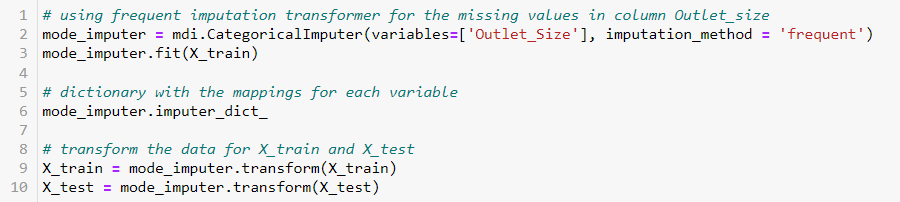 1 # using frequent imputation transformer for the missing values in column Outlet_size
2 mode_imputer = mdi.CategoricalImputer(variables=['Outlet_Size'], imputation_method = 'frequent')
3 mode_imputer.fit(X_train)
4
5 # dictionary with the mappings for each variable
6 mode_imputer.imputer_dict_
7
8 # transform the data for X_train and X_test
9 X_train = mode_imputer.transform(X_train)
10 X_test = mode_imputer.transform(X_test)